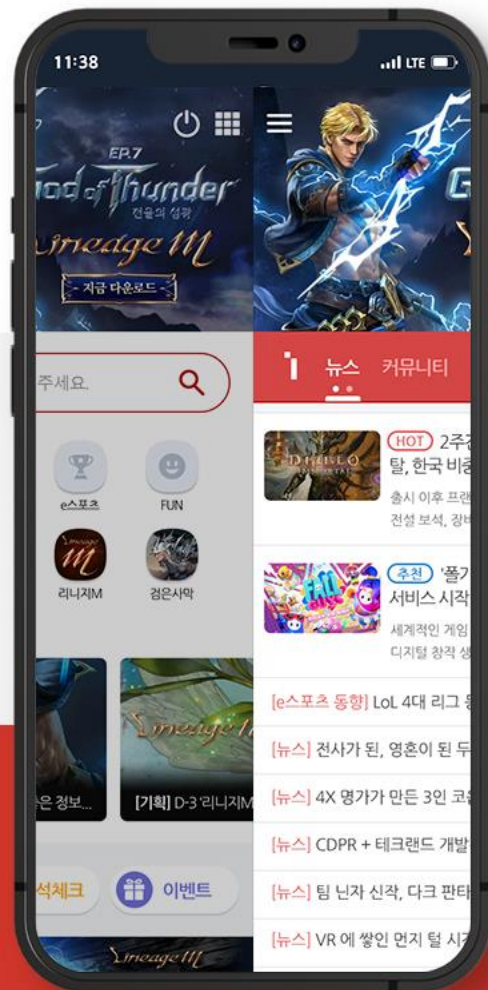 11:38
LTE
EP.7
God of Thunder
전율의 섬광
Lineage M
지금 다운로드
주세요.
e스포츠
FUN
Lineage
M
리니지M
검은사막
Lineage
은 정보...
[기획] D-3 '리니지M
석체크
이벤트
Lineage M
G
뉴스
커뮤니티
DIABLO
IMMORTAL
HOT 2주간
탈, 한국 비중
출시 이후 프랜
전설 보석, 장비
FALL
GUYS
추천 '폴가
서비스 시작
세계적인 게임
디지털 창작 생
[e스포츠 동향] LoL 4대 리그
[뉴스] 전사가 된, 영혼이 된 두
[뉴스] 4X 명가가 만든 3인 코
[뉴스] CDPR + 테크랜드 개발
[뉴스] 팀 닌자 신작, 다크 판타
[뉴스] VR 에 쌓인 먼지 털 시